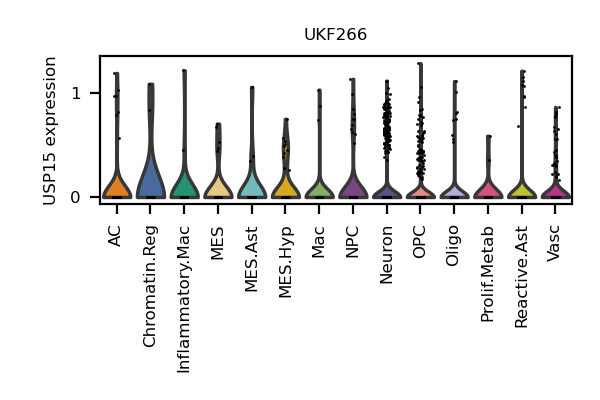 UKF266
USP15 expression
1
0
AC
Chromatin.Reg
Inflammatory.Mac
MES
MES.Ast
MES.Hyp
Mac
NPC
Neuron
OPC
Oligo
Prolif.Metab
Reactive.Ast
Vasc